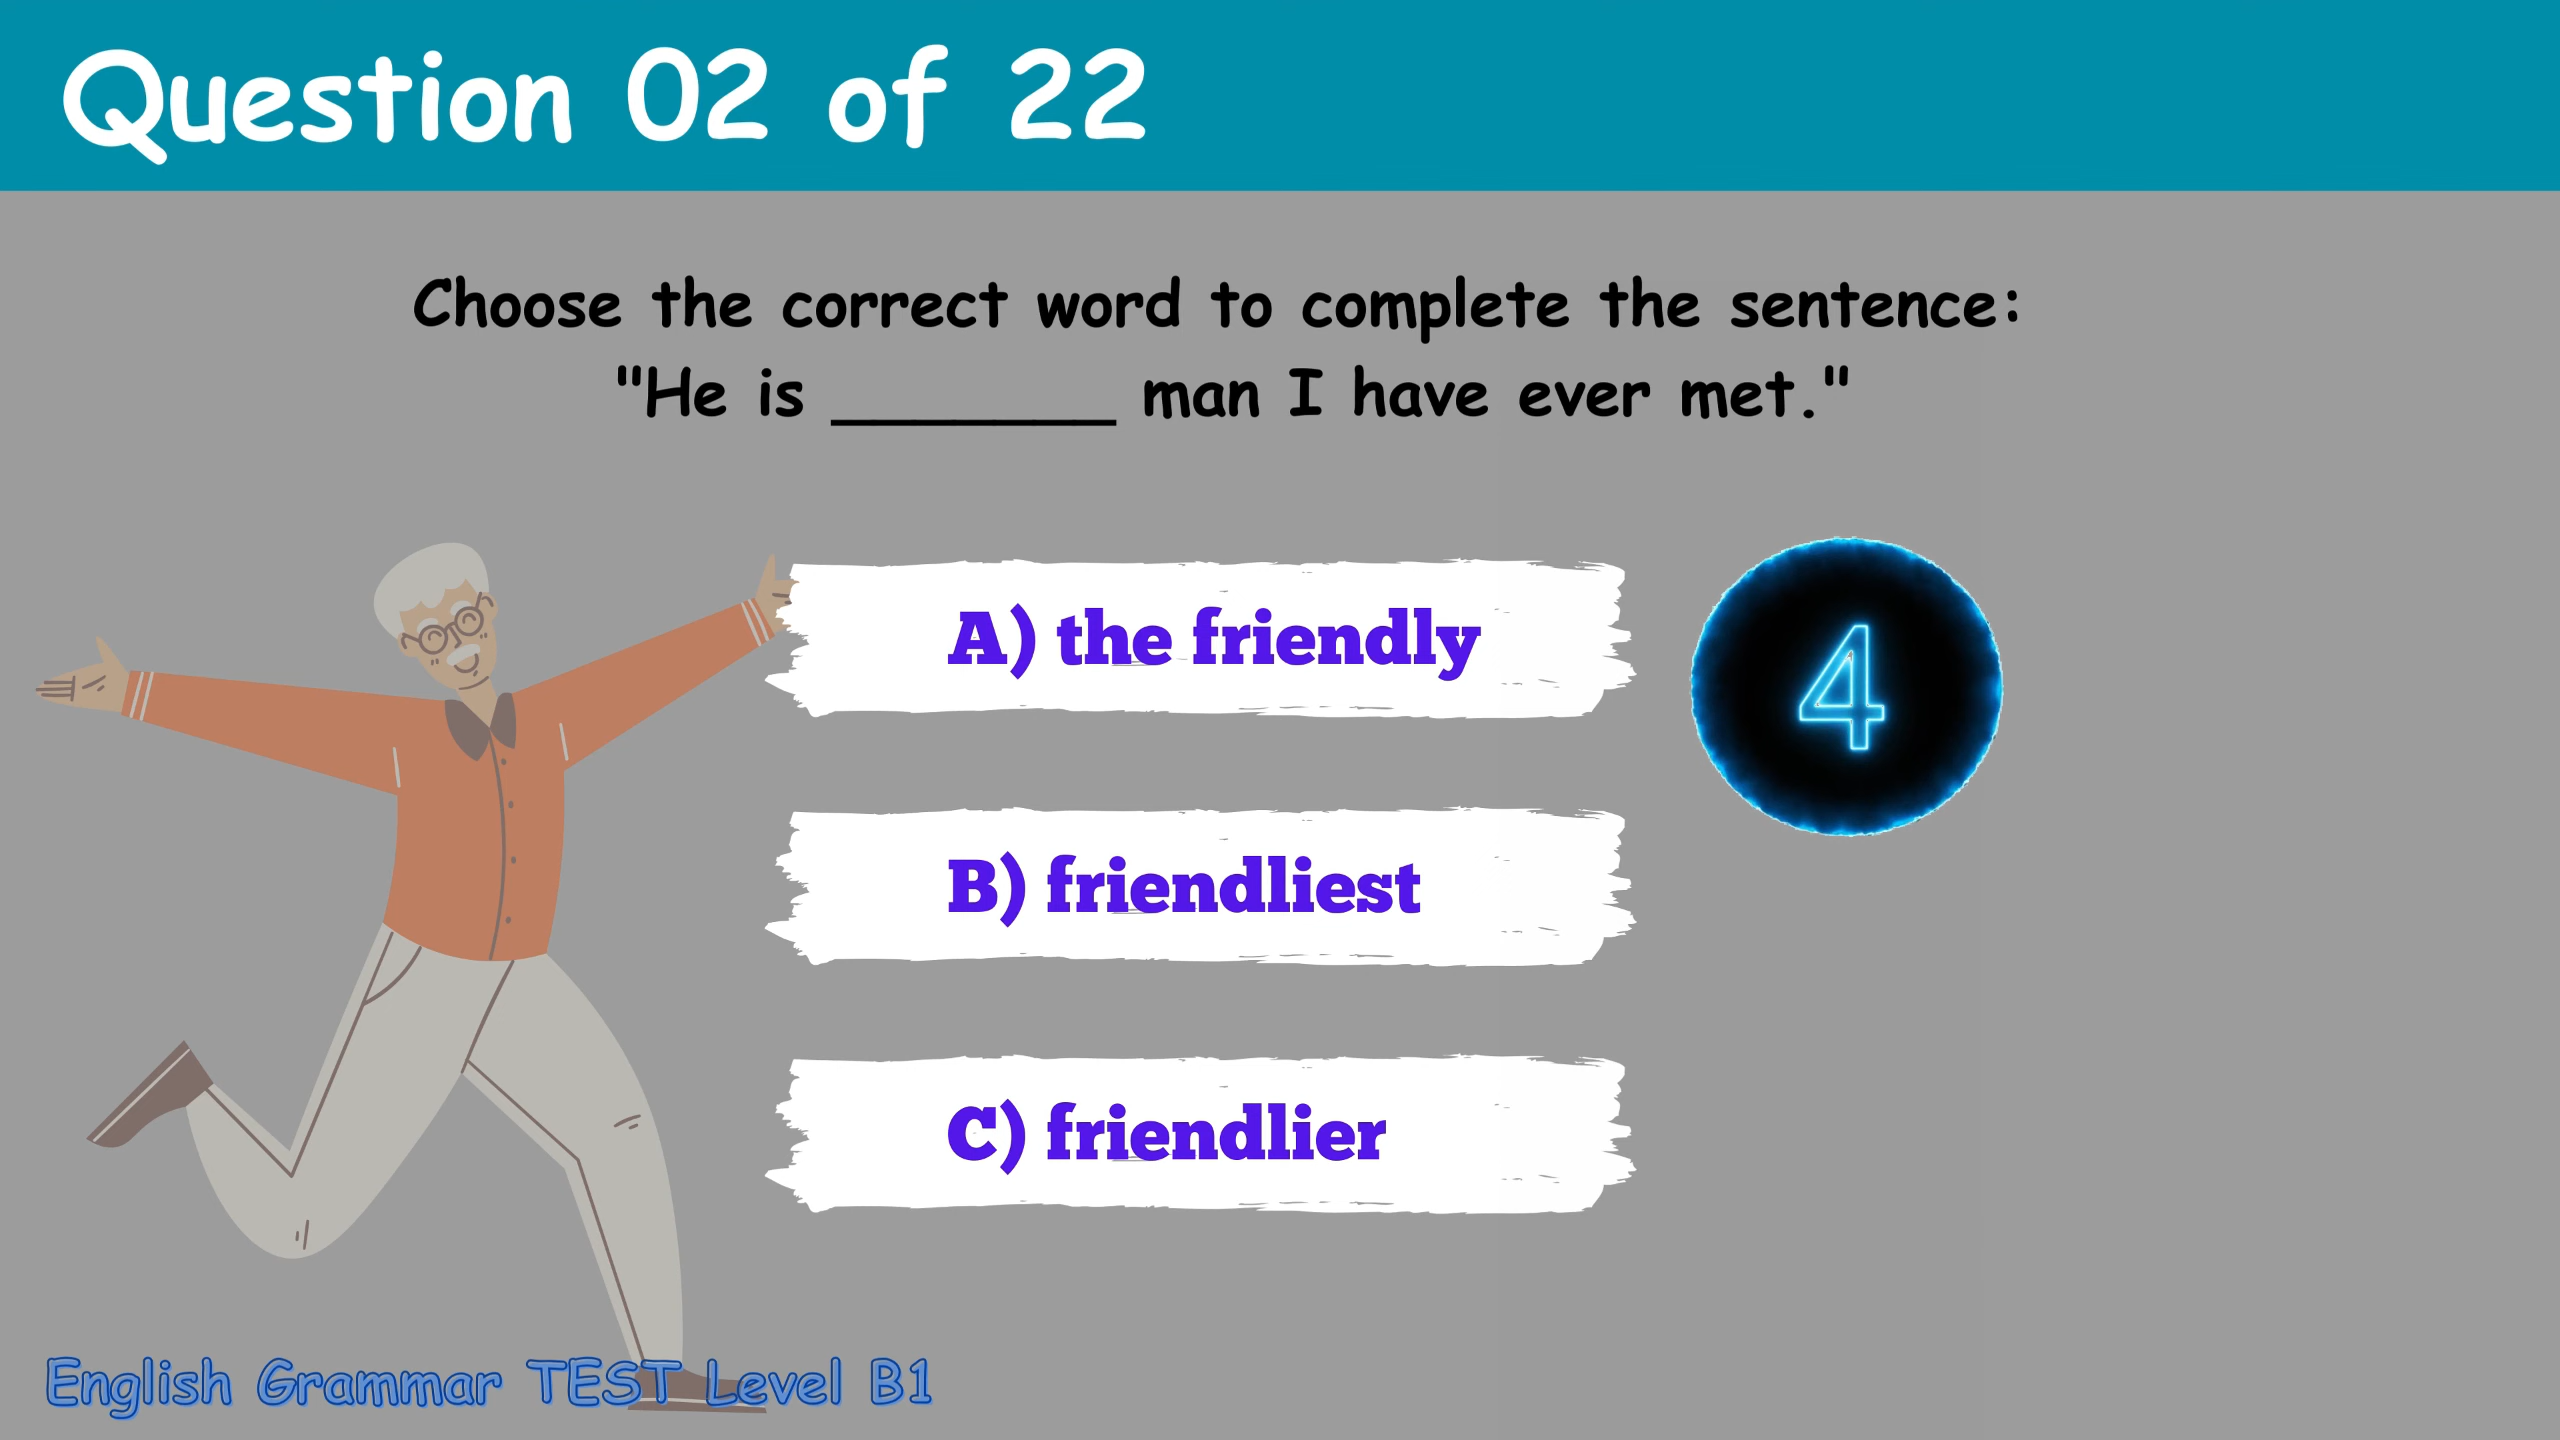 Question 02 of 22
Choose the correct word to complete the sentence:
"He is _______ man I have ever met."
A) the friendly
4
B) friendliest
C) friendlier
English Grammar TEST Level B1